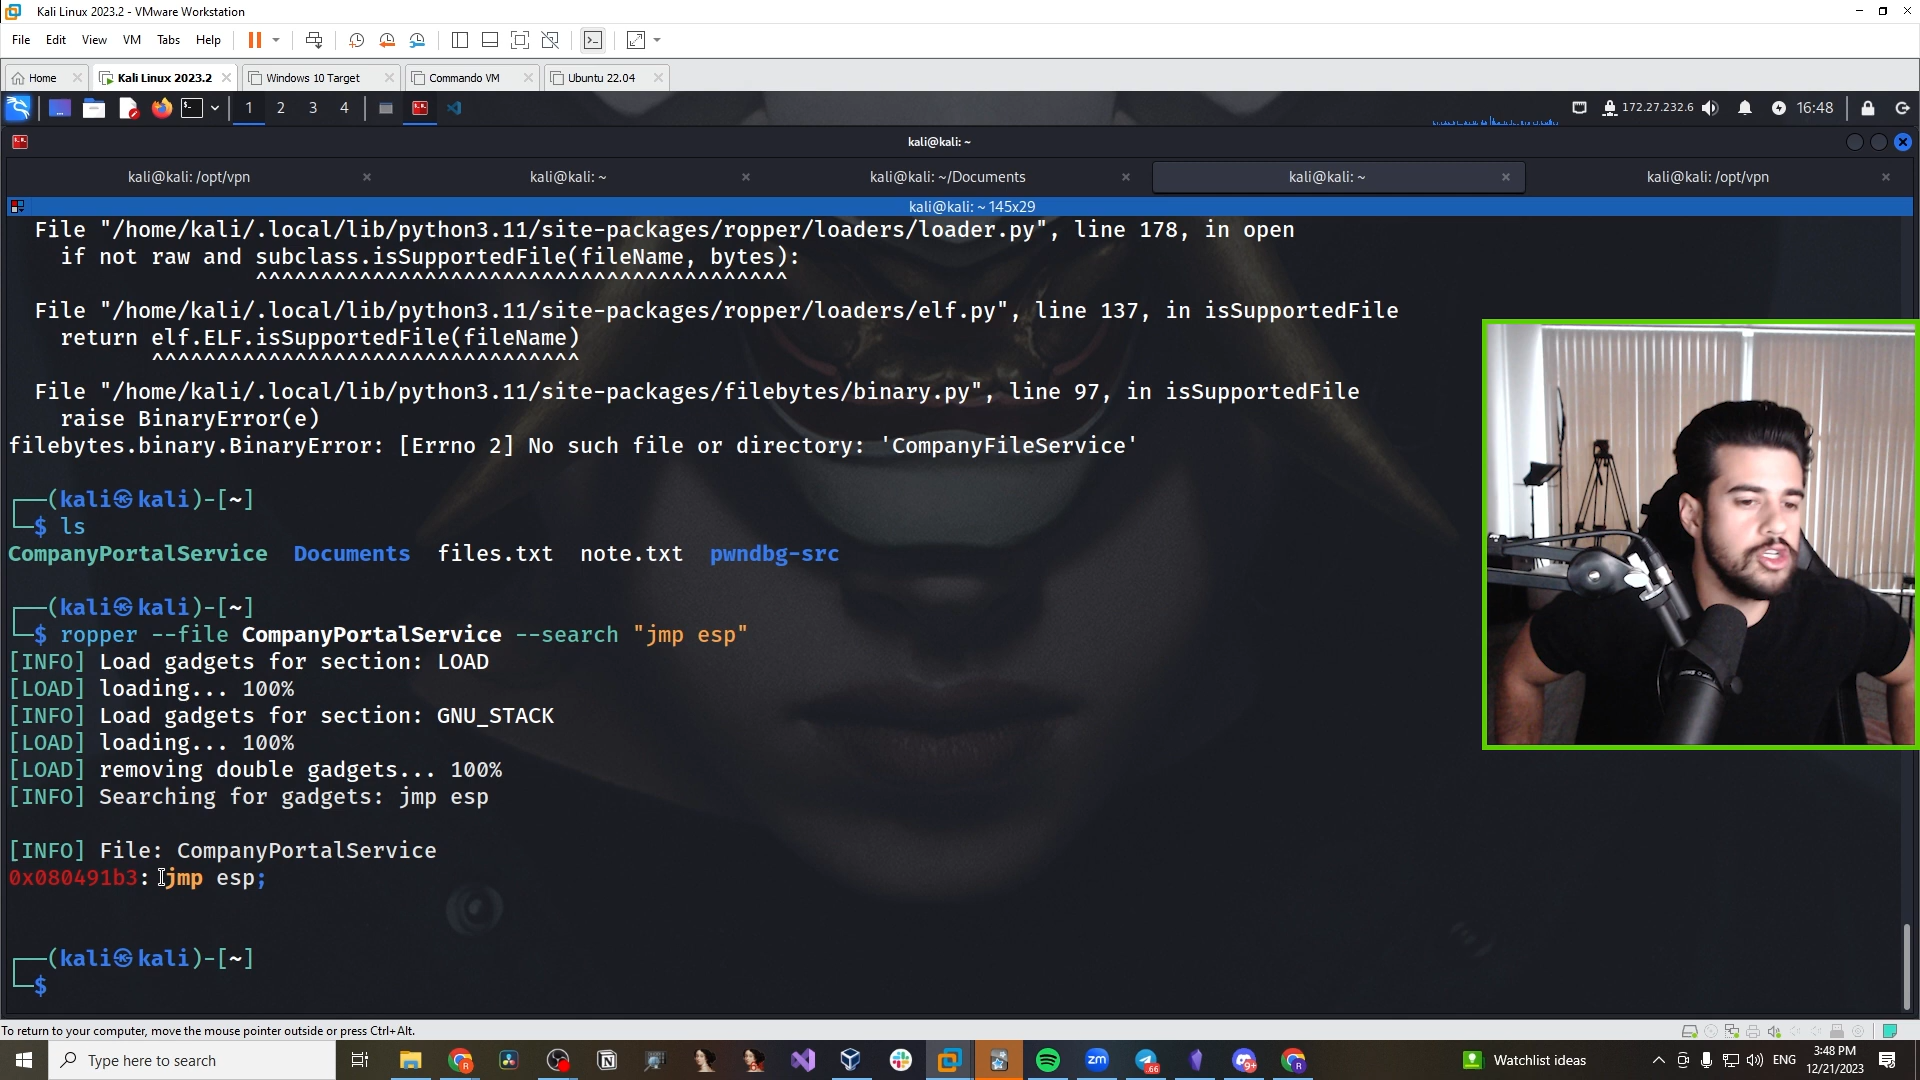 Kali Linux 2023.2 - VMware Workstation
File Edit View VM Tabs Help
Home Kali Linux 2023.2 Windows 10 Target Commando VM Ubuntu 22.04
1 2 3 4 172.27.232.6 16:48
kali@kali: ~
kali@kali: /opt/vpn kali@kali: ~ kali@kali: ~/Documents kali@kali: ~ kali@kali: /opt/vpn
kali@kali: ~ 145x29
File "/home/kali/.local/lib/python3.11/site-packages/ropper/loaders/loader.py", line 178, in open
if not raw and subclass.isSupportedFile(fileName, bytes):
^^^^^^^^^^^^^^^^^^^^^^^^^^^^^^^^^^^^^^^^^
File "/home/kali/.local/lib/python3.11/site-packages/ropper/loaders/elf.py", line 137, in isSupportedFile
return elf.ELF.isSupportedFile(fileName)
^^^^^^^^^^^^^^^^^^^^^^^^^^^^^^^^^
File "/home/kali/.local/lib/python3.11/site-packages/filebytes/binary.py", line 97, in isSupportedFile
raise BinaryError(e)
filebytes.binary.BinaryError: [Errno 2] No such file or directory: 'CompanyFileService'
┌──(kali㉿kali)-[~]
└─$ ls
CompanyPortalService Documents files.txt note.txt pwndbg-src
┌──(kali㉿kali)-[~]
└─$ ropper --file CompanyPortalService --search "jmp esp"
[INFO] Load gadgets for section: LOAD
[LOAD] loading... 100%
[INFO] Load gadgets for section: GNU_STACK
[LOAD] loading... 100%
[LOAD] removing double gadgets... 100%
[INFO] Searching for gadgets: jmp esp
[INFO] File: CompanyPortalService
0x080491b3: jmp esp;
┌──(kali㉿kali)-[~]
└─$
To return to your computer, move the mouse pointer outside or press Ctrl+Alt.
Type here to search
Watchlist ideas
ENG
3:48 PM
12/21/2023